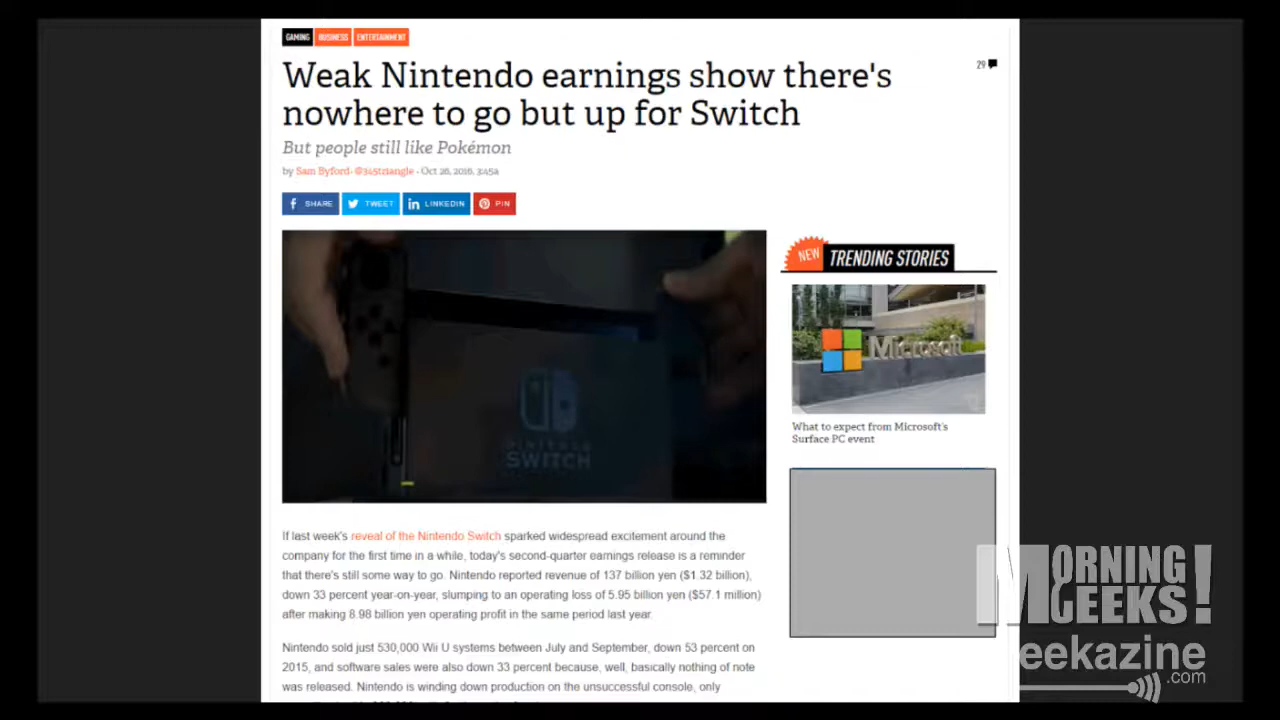 GAMING BUSINESS ENTERTAINMENT
Weak Nintendo earnings show there's
nowhere to go but up for Switch
29
But people still like Pokémon
by Sam Byford · @345triangle · Oct 26, 2016, 3:45a
SHARE TWEET LINKEDIN PIN
NEW TRENDING STORIES
Microsoft
What to expect from Microsoft's
Surface PC event
NINTENDO
SWITCH
If last week's reveal of the Nintendo Switch sparked widespread excitement around the
company for the first time in a while, today's second-quarter earnings release is a reminder
that there's still some way to go. Nintendo reported revenue of 137 billion yen ($1.32 billion),
down 33 percent year-on-year, slumping to an operating loss of 5.95 billion yen ($57.1 million)
after making 8.98 billion yen operating profit in the same period last year.
Nintendo sold just 530,000 Wii U systems between July and September, down 53 percent on
2015, and software sales were also down 33 percent because, well, basically nothing of note
was released. Nintendo is winding down production on the unsuccessful console, only
MORNING
GEEKS!
eekazine
.com